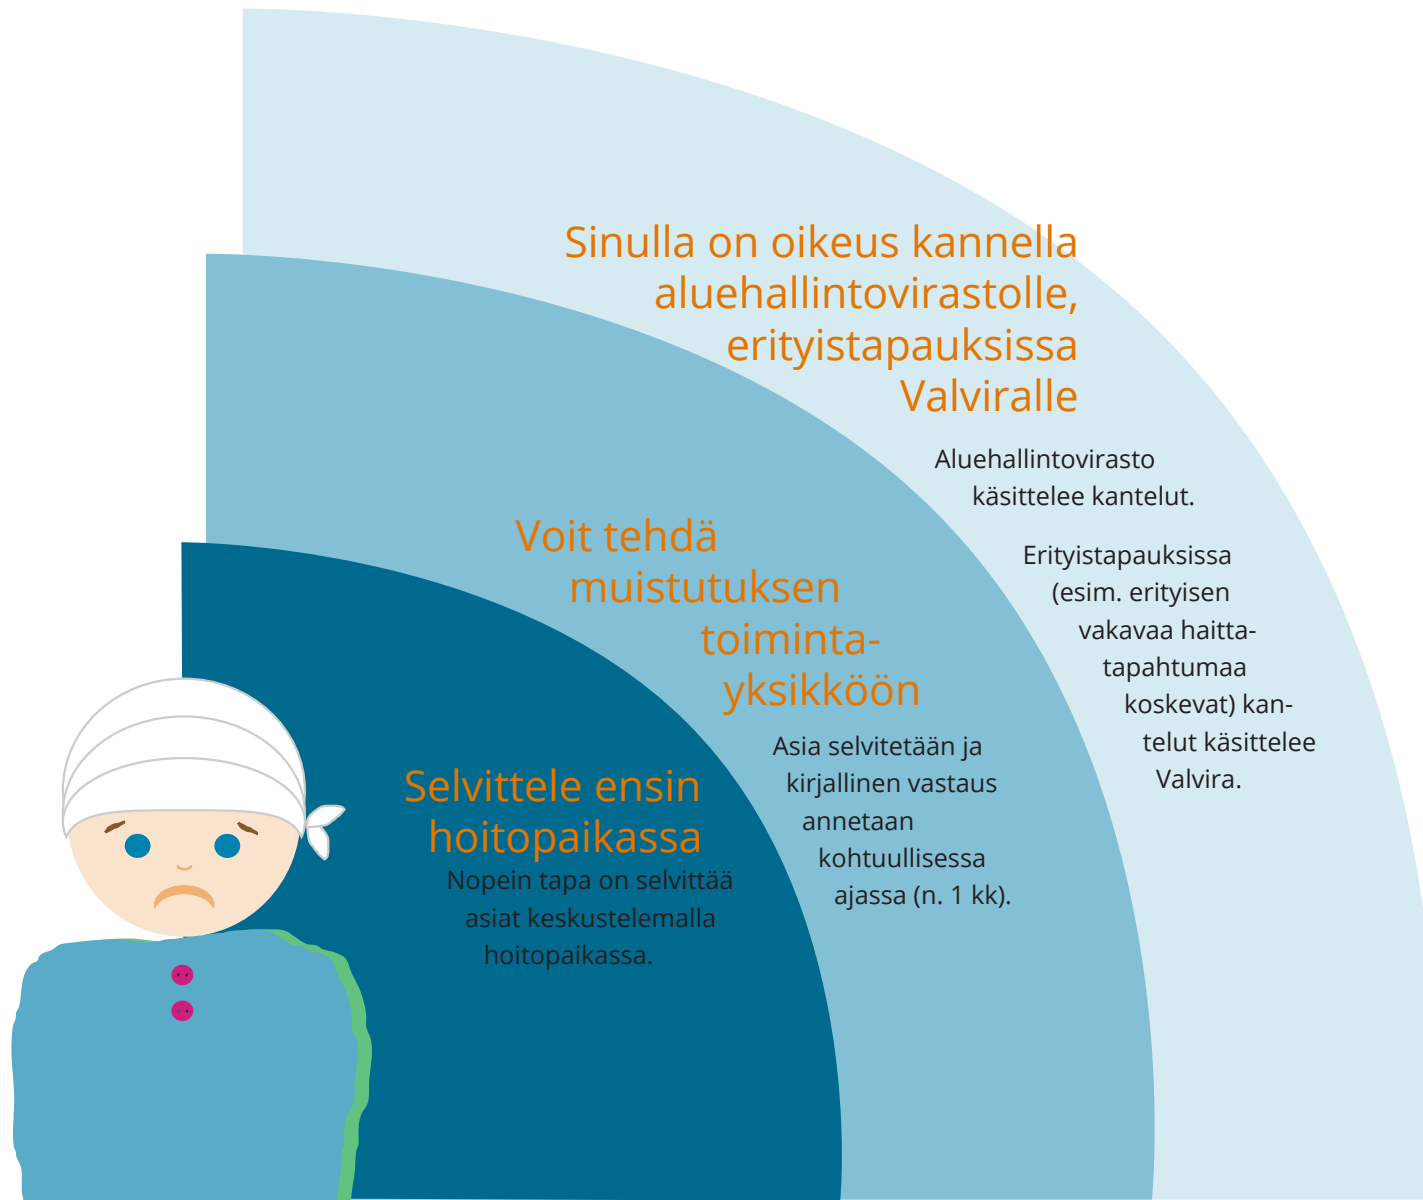 Sinulla on oikeus kannella
aluehallintovirastolle,
erityistapauksissa
Valviralle
Aluehallintovirasto
käsittelee kantelut.
Erityistapauksissa
(esim. erityisen
vakavaa haitta-
tapahtumaa
koskevat) kan-
telut käsittelee
Valvira.
Voit tehdä
muistutuksen
toiminta-
yksikköön
Asia selvitetään ja
kirjallinen vastaus
annetaan
kohtuullisessa
ajassa (n. 1 kk).
Selvittele ensin
hoitopaikassa
Nopein tapa on selvittää
asiat keskustelemalla
hoitopaikassa.